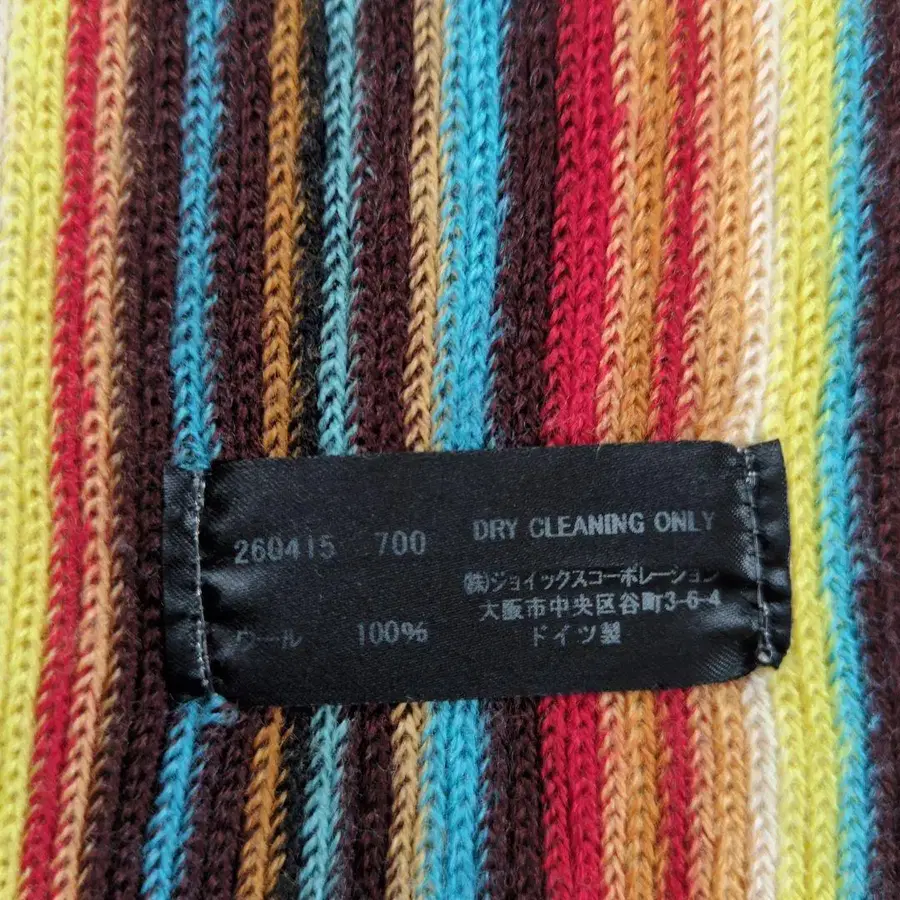 260415 700 DRY CLEANING ONLY
㈱ジョイックスコーポレーション
大阪市中央区谷町3-6-4
ウール 100% ドイツ製